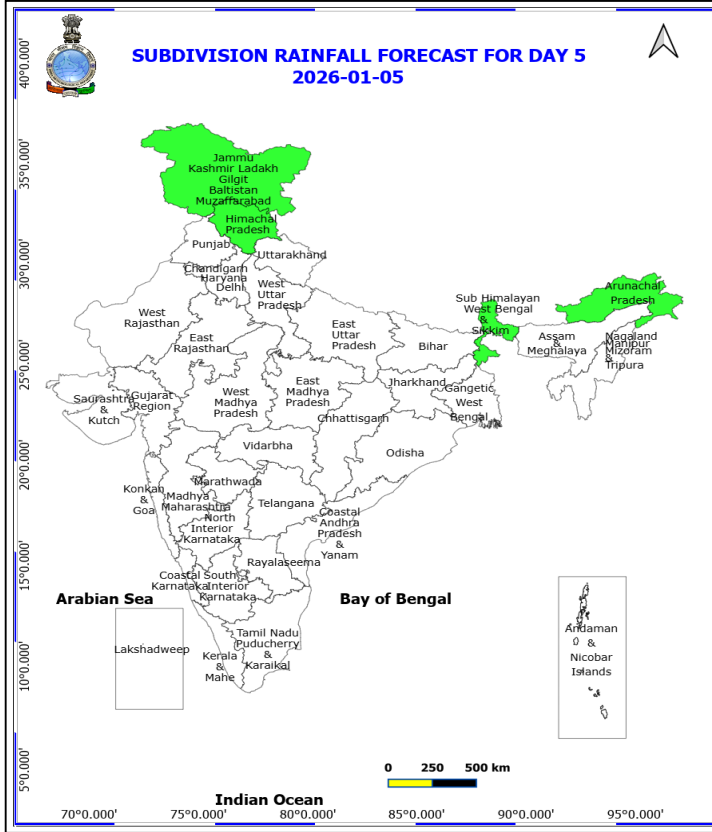 SUBDIVISION RAINFALL FORECAST FOR DAY 5
2026-01-05
40°0.000'
35°0.000'
30°0.000'
25°0.000'
20°0.000'
15°0.000'
10°0.000'
5°0.000'
Jammu
Kashmir Ladakh
Gilgit
Baltistan
Muzaffarabad
Himachal
Pradesh
Punjab
Uttarakhand
Chandigarh
Haryana
Delhi
West
Uttar
Pradesh
West
Rajasthan
East
Rajasthan
East
Uttar
Pradesh
Bihar
Sub Himalayan
West Bengal
&
Sikkim
Arunachal
Pradesh
Assam
&
Meghalaya
Nagaland
Manipur
Mizoram
&
Tripura
Saurashtra
&
Kutch
Gujarat
Region
West
Madhya
Pradesh
East
Madhya
Pradesh
Jharkhand
Gangetic
West
Bengal
Chhattisgarh
Odisha
Vidarbha
Konkan
&
Goa
Marathwada
Madhya
Maharashtra
North
Interior
Karnataka
Telangana
Coastal
Andhra
Pradesh
&
Yanam
Rayalaseema
Coastal
Karnataka
South
Interior
Karnataka
Arabian Sea
Bay of Bengal
Lakshadweep
Kerala
&
Mahe
Tamil Nadu
Puducherry
&
Karaikal
Andaman
&
Nicobar
Islands
0 250 500 km
Indian Ocean
70°0.000' 75°0.000' 80°0.000' 85°0.000' 90°0.000' 95°0.000'